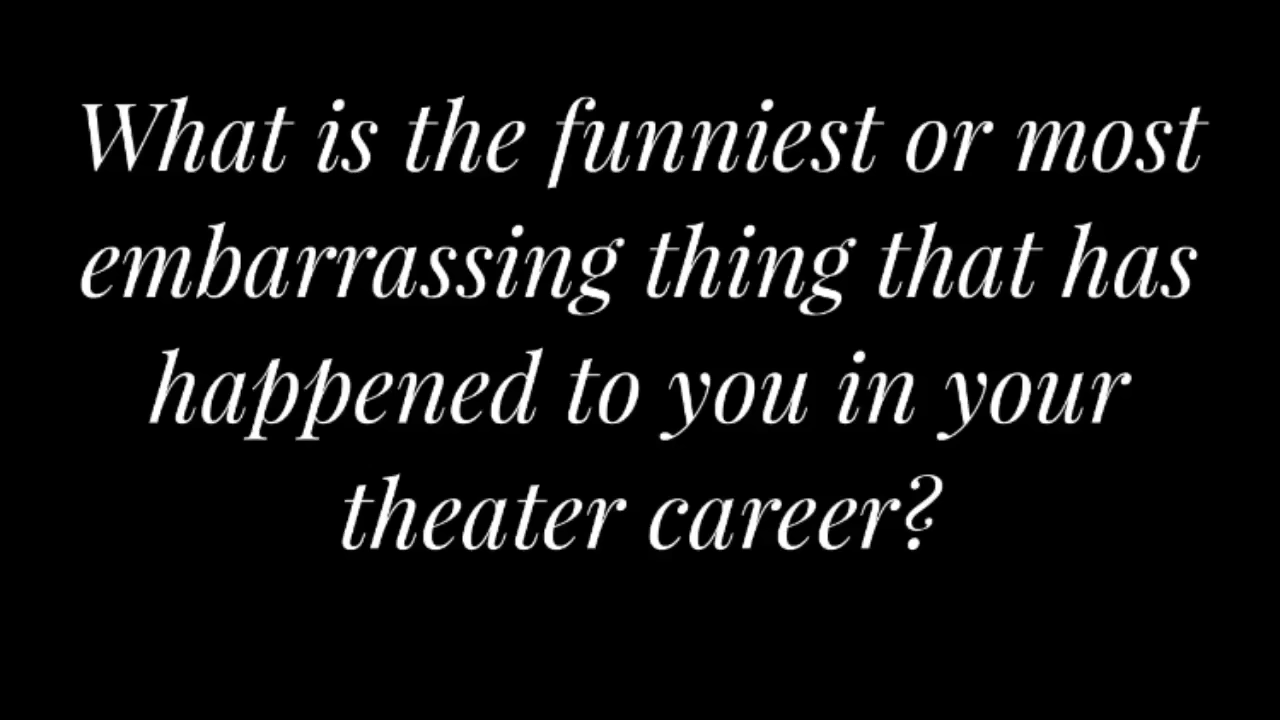 What is the funniest or most
embarrassing thing that has
happened to you in your
theater career?